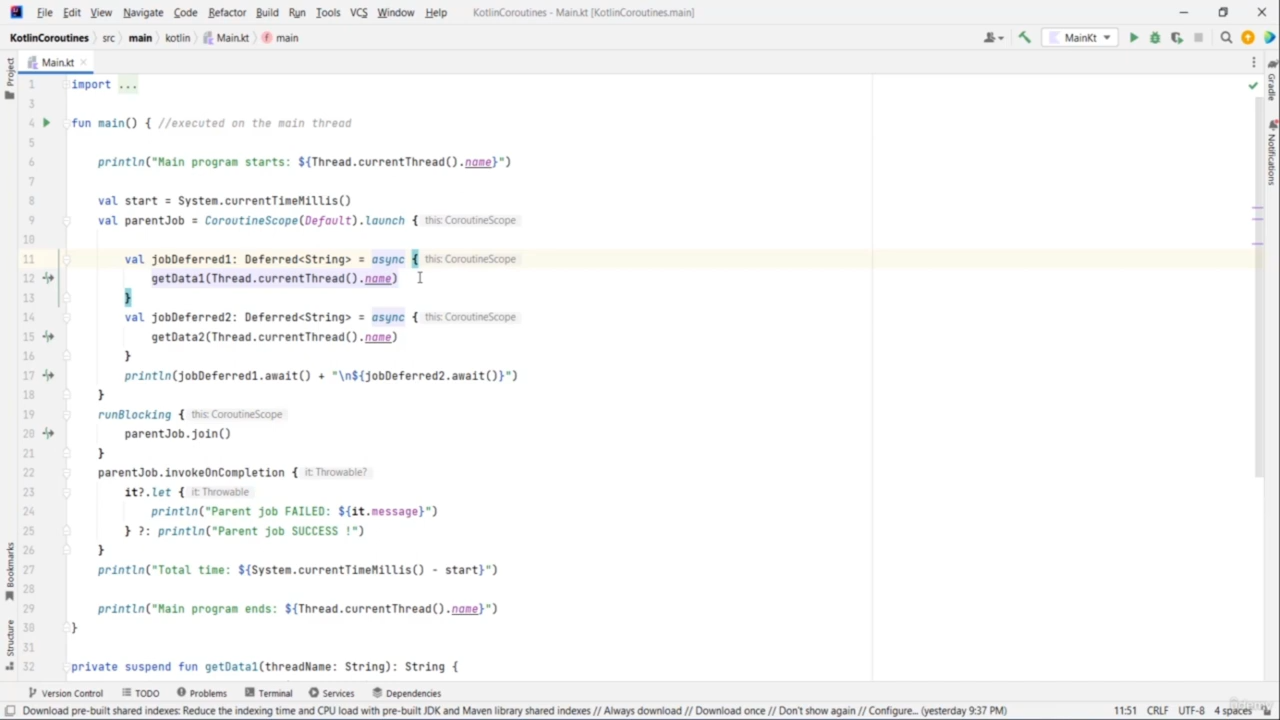 File Edit View Navigate Code Refactor Build Run Tools VCS Window Help KotlinCoroutines - Main.kt [KotlinCoroutines.main]
KotlinCoroutines src main kotlin Main.kt main MainKt
Project
Main.kt
1 import ...
3
4 fun main() { //executed on the main thread
5
6 println("Main program starts: ${Thread.currentThread().name}")
7
8 val start = System.currentTimeMillis()
9 val parentJob = CoroutineScope(Default).launch { this: CoroutineScope
10
11 val jobDeferred1: Deferred<String> = async { this: CoroutineScope
12 getData1(Thread.currentThread().name)
13 }
14 val jobDeferred2: Deferred<String> = async { this: CoroutineScope
15 getData2(Thread.currentThread().name)
16 }
17 println(jobDeferred1.await() + "\n${jobDeferred2.await()}")
18 }
19 runBlocking { this: CoroutineScope
20 parentJob.join()
21 }
22 parentJob.invokeOnCompletion { it: Throwable?
23 it?.let { it: Throwable
24 println("Parent job FAILED: ${it.message}")
25 } ?: println("Parent job SUCCESS !")
26 }
27 println("Total time: ${System.currentTimeMillis() - start}")
28
29 println("Main program ends: ${Thread.currentThread().name}")
30 }
31
32 private suspend fun getData1(threadName: String): String {
Gradle
Notifications
Bookmarks
Structure
Version Control TODO Problems Terminal Services Dependencies
Download pre-built shared indexes: Reduce the indexing time and CPU load with pre-built JDK and Maven library shared indexes // Always download // Download once // Don't show again // Configure... (yesterday 9:37 PM) 11:51 CRLF UTF-8 4 spaces